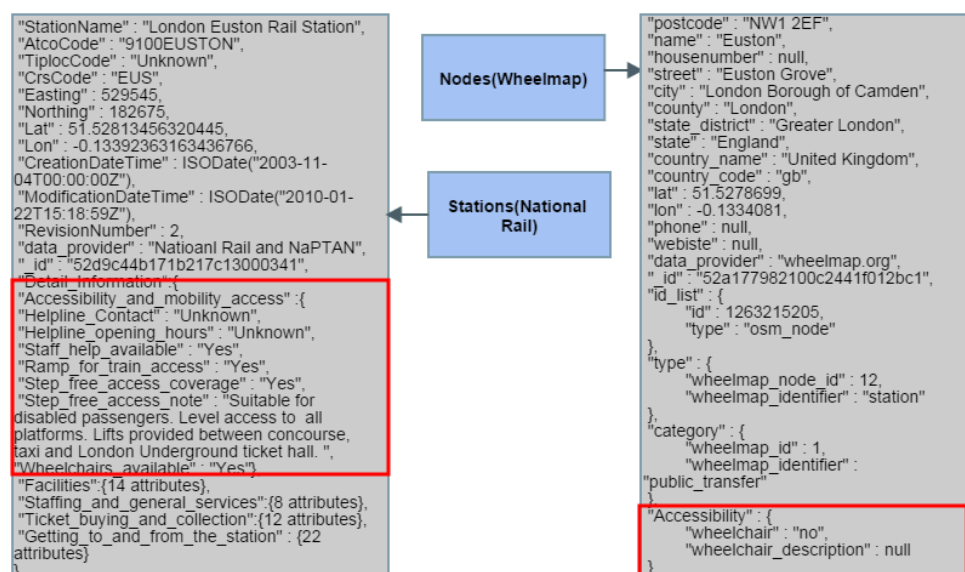 "StationName" : "London Euston Rail Station",
"AtcoCode" : "9100EUSTON",
"TiplocCode" : "Unknown",
"CrsCode" : "EUS",
"Easting" : 529545,
"Northing" : 182675,
"Lat" : 51.52813456320445,
"Lon" : -0.13392363163436766,
"CreationDateTime" : ISODate("2003-11-
04T00:00:00Z"),
"ModificationDateTime" : ISODate("2010-01-
22T15:18:59Z"),
"RevisionNumber" : 2,
"data_provider" : "Natioanl Rail and NaPTAN",
"_id" : "52d9c44b171b217c13000341",
"Detail_Information":{
"Accessibility_and_mobility_access" :{
"Helpline_Contact" : "Unknown",
"Helpline_opening_hours" : "Unknown",
"Staff_help_available" : "Yes",
"Ramp_for_train_access" : "Yes",
"Step_free_access_coverage" : "Yes",
"Step_free_access_note" : "Suitable for
disabled passengers. Level access to all
platforms. Lifts provided between concourse,
taxi and London Underground ticket hall. ",
"Wheelchairs_available" : "Yes"},
"Facilities":{14 attributes},
"Staffing_and_general_services":{8 attributes},
"Ticket_buying_and_collection":{12 attributes},
"Getting_to_and_from_the_station" : {22
attributes}
}
Nodes(Wheelmap)
Stations(National
Rail)
"postcode" : "NW1 2EF",
"name" : "Euston",
"housenumber" : null,
"street" : "Euston Grove",
"city" : "London Borough of Camden",
"county" : "London",
"state_district" : "Greater London",
"state" : "England",
"country_name" : "United Kingdom",
"country_code" : "gb",
"lat" : 51.5278699,
"lon" : -0.1334081,
"phone" : null,
"webiste" : null,
"data_provider" : "wheelmap.org",
"_id" : "52a177982100c2441f012bc1",
"id_list" : {
"id" : 1263215205,
"type" : "osm_node"
},
"type" : {
"wheelmap_node_id" : 12,
"wheelmap_identifier" : "station"
},
"category" : {
"wheelmap_id" : 1,
"wheelmap_identifier" :
"public_transfer"
},
"Accessibility" : {
"wheelchair" : "no",
"wheelchair_description" : null
}